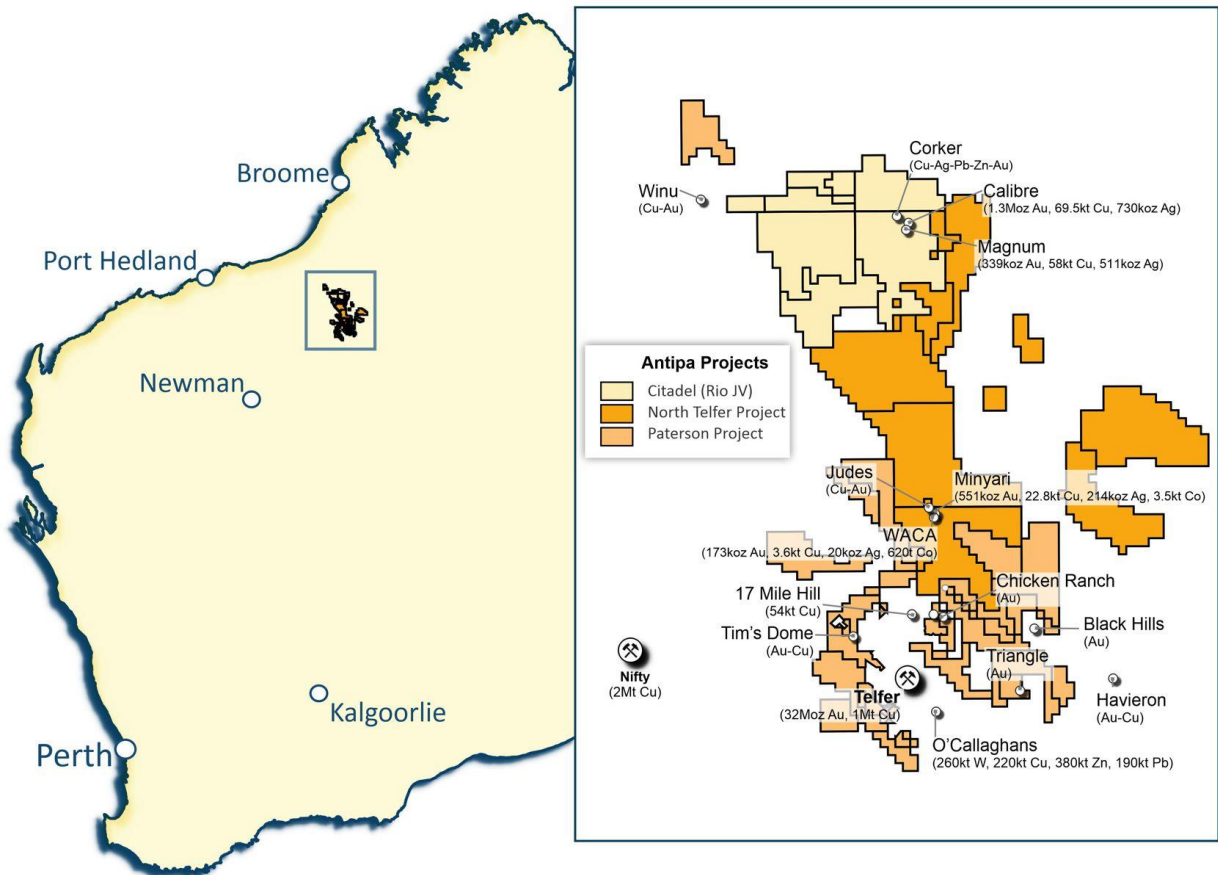 Broome
Port Hedland
Newman
Kalgoorlie
Perth
Corker
(Cu-Ag-Pb-Zn-Au)
Winu
(Cu-Au)
Calibre
(1.3Moz Au, 69.5kt Cu, 730koz Ag)
Magnum
(339koz Au, 58kt Cu, 511koz Ag)
Antipa Projects
Citadel (Rio JV)
North Telfer Project
Paterson Project
Judes
(Cu-Au)
Minyari
(551koz Au, 22.8kt Cu, 214koz Ag, 3.5kt Co)
WACA
(173koz Au, 3.6kt Cu, 20koz Ag, 620t Co)
Chicken Ranch
(Au)
17 Mile Hill
(54kt Cu)
Black Hills
(Au)
Tim's Dome
(Au-Cu)
Triangle
(Au)
Nifty
(2Mt Cu)
Telfer
(32Moz Au, 1Mt Cu)
Havieron
(Au-Cu)
O'Callaghans
(260kt W, 220kt Cu, 380kt Zn, 190kt Pb)